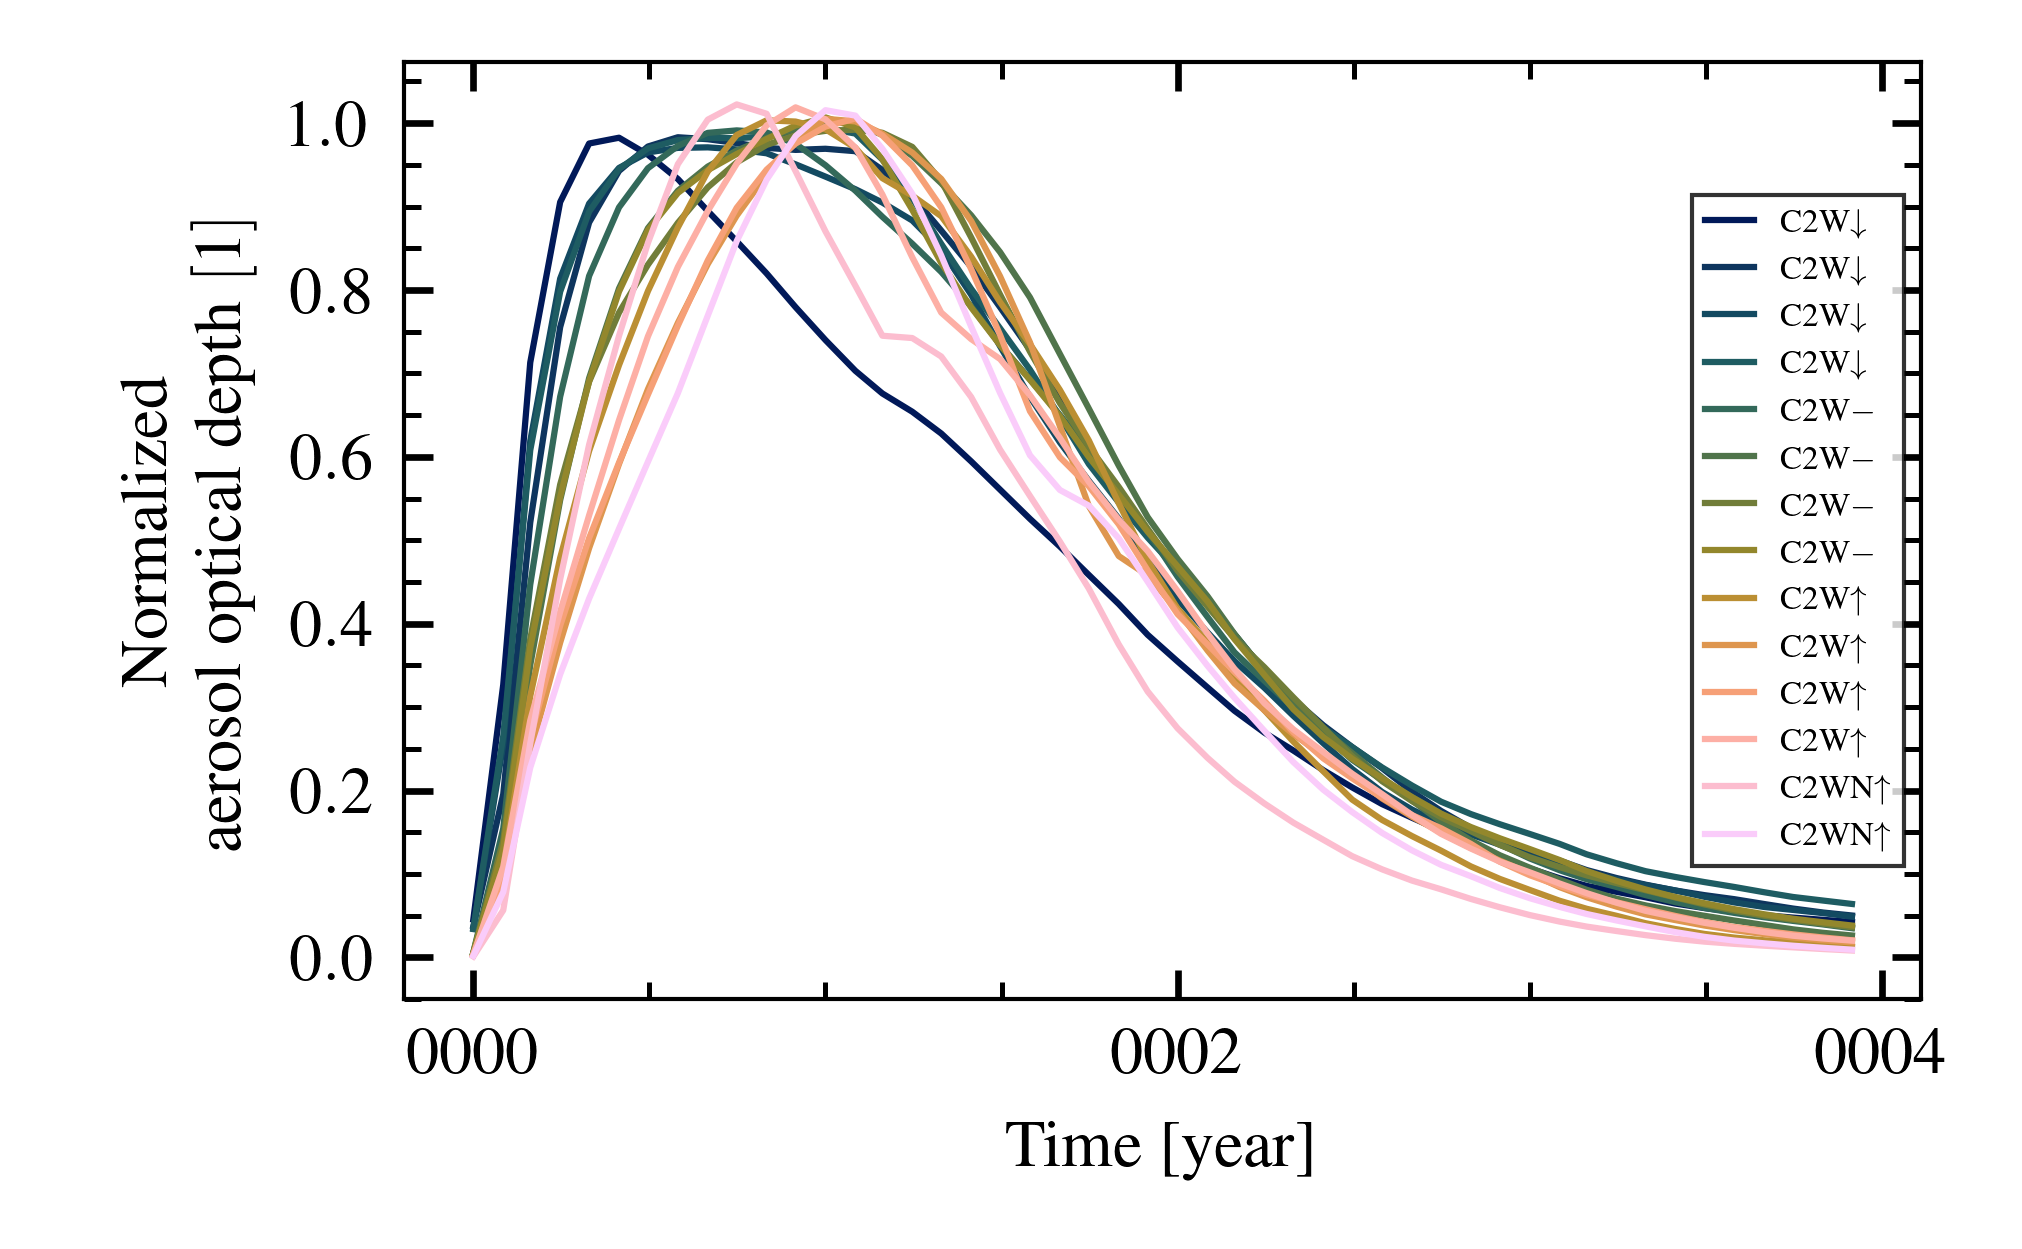 Normalized
aerosol optical depth [1]
1.0
0.8
0.6
0.4
0.2
0.0
0000
0002
0004
Time [year]
C2W↓
C2W↓
C2W↓
C2W↓
C2W−
C2W−
C2W−
C2W−
C2W↑
C2W↑
C2W↑
C2W↑
C2WN↑
C2WN↑